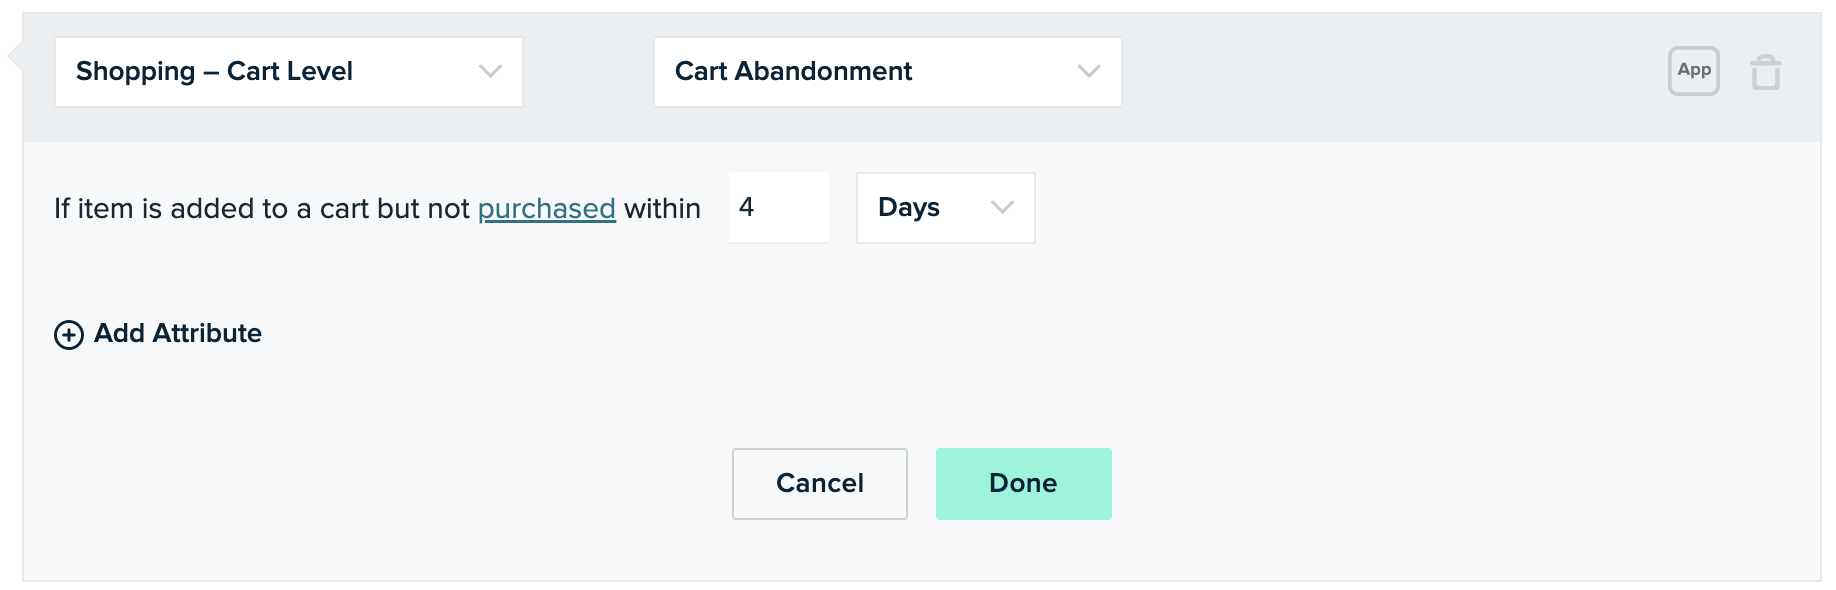 Shopping – Cart Level
Cart Abandonment
App
If item is added to a cart but not purchased within 4 Days
Add Attribute
Cancel
Done